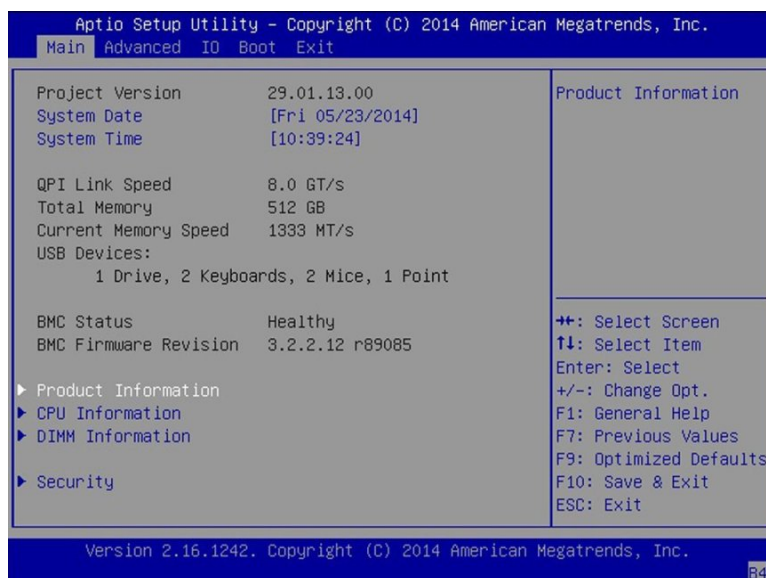 Aptio Setup Utility – Copyright (C) 2014 American Megatrends, Inc.
Main Advanced IO Boot Exit
Project Version 29.01.13.00
System Date [Fri 05/23/2014]
System Time [10:39:24]
QPI Link Speed 8.0 GT/s
Total Memory 512 GB
Current Memory Speed 1333 MT/s
USB Devices:
1 Drive, 2 Keyboards, 2 Mice, 1 Point
BMC Status Healthy
BMC Firmware Revision 3.2.2.12 r89085
Product Information
CPU Information
DIMM Information
Security
Product Information
→←: Select Screen
↑↓: Select Item
Enter: Select
+/-: Change Opt.
F1: General Help
F7: Previous Values
F9: Optimized Defaults
F10: Save & Exit
ESC: Exit
Version 2.16.1242. Copyright (C) 2014 American Megatrends, Inc.
B4